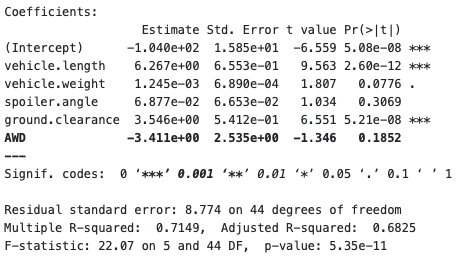 Coefficients:
Estimate Std. Error t value Pr(>|t|)
(Intercept) -1.040e+02 1.585e+01 -6.559 5.08e-08 ***
vehicle.length 6.267e+00 6.553e-01 9.563 2.60e-12 ***
vehicle.weight 1.245e-03 6.890e-04 1.807 0.0776 .
spoiler.angle 6.877e-02 6.653e-02 1.034 0.3069
ground.clearance 3.546e+00 5.412e-01 6.551 5.21e-08 ***
AWD -3.411e+00 2.535e+00 -1.346 0.1852
---
Signif. codes: 0 ‘***’ 0.001 ‘**’ 0.01 ‘*’ 0.05 ‘.’ 0.1 ‘ ’ 1
Residual standard error: 8.774 on 44 degrees of freedom
Multiple R-squared: 0.7149, Adjusted R-squared: 0.6825
F-statistic: 22.07 on 5 and 44 DF, p-value: 5.35e-11